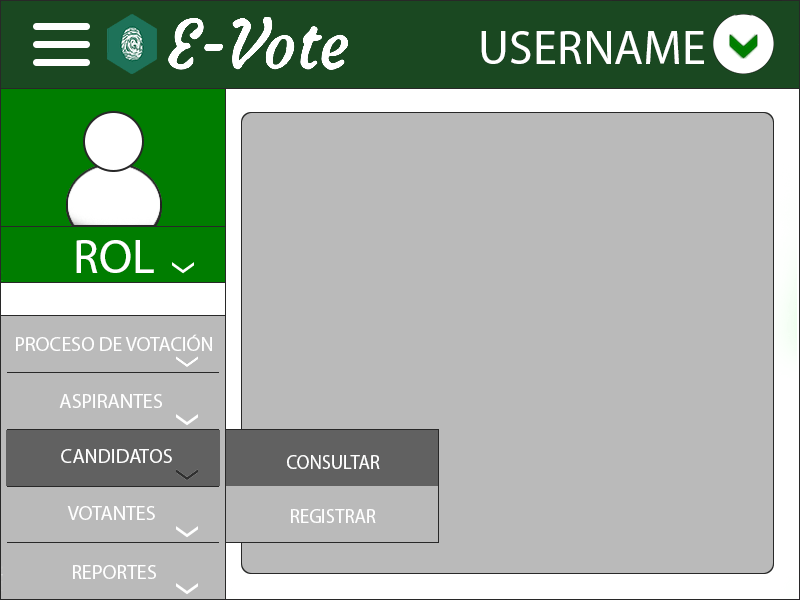 E-Vote
USERNAME
ROL
PROCESO DE VOTACIÓN
ASPIRANTES
CANDIDATOS
CONSULTAR
VOTANTES
REGISTRAR
REPORTES